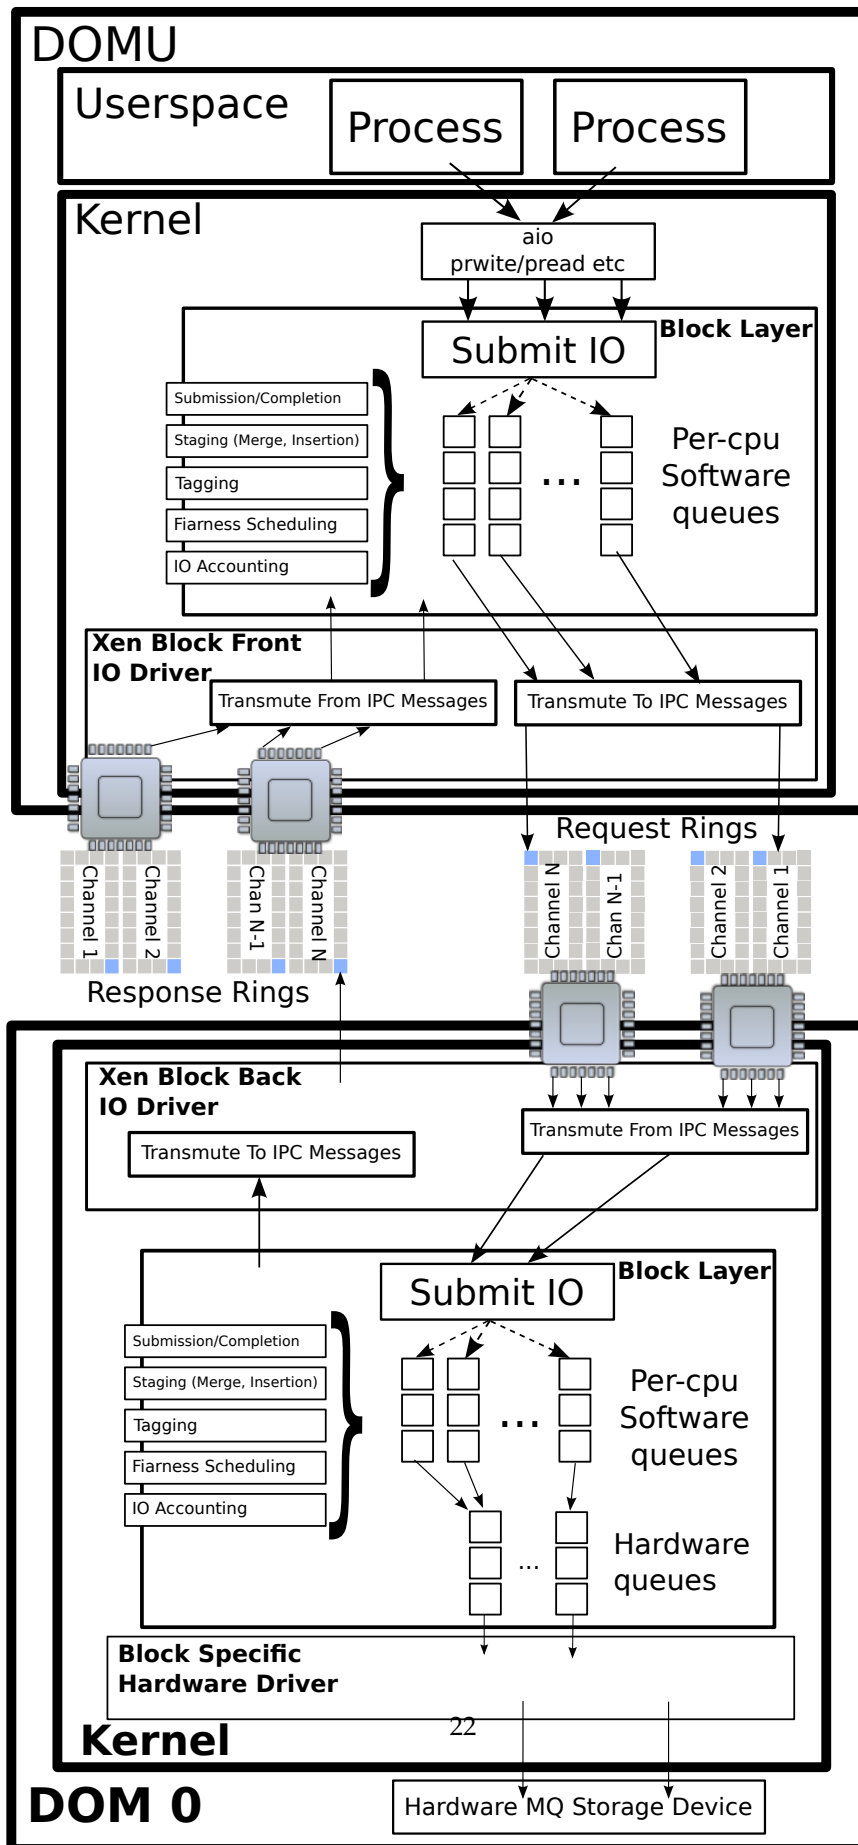 DOMU
Userspace
Process
Process
Kernel
aio
prwite/pread etc
Block Layer
Submit IO
Submission/Completion
Staging (Merge, Insertion)
Tagging
Fiarness Scheduling
IO Accounting
...
Per-cpu
Software
queues
Xen Block Front
IO Driver
Transmute From IPC Messages
Transmute To IPC Messages
Request Rings
Channel 1
Channel 2
Chan N-1
Channel N
Channel N
Chan N-1
Channel 2
Channel 1
Response Rings
Xen Block Back
IO Driver
Transmute To IPC Messages
Transmute From IPC Messages
Block Layer
Submit IO
Submission/Completion
Staging (Merge, Insertion)
Tagging
Fiarness Scheduling
IO Accounting
...
Per-cpu
Software
queues
...
Hardware
queues
Block Specific
Hardware Driver
22
Kernel
DOM 0
Hardware MQ Storage Device